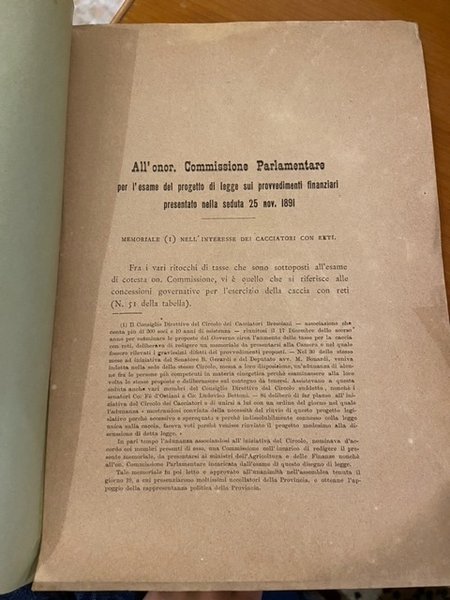 All'onor. Commissione Parlamentare
per l'esame del progetto di legge sui provvedimenti finanziari
presentato nella seduta 25 nov. 1891
MEMORIALE (1) NELL'INTERESSE DEI CACCIATORI CON RETI.
Fra i vari ritocchi di tasse che sono sottoposti all'esame
di cotesta on. Commissione, vi è quello che si riferisce alle
concessioni governative per l'esercizio della caccia con reti
(N. 51 della tabella).
(1) Il Consiglio Direttivo del Circolo dei Cacciatori Bresciani — associazione che
conta più di 300 soci e 10 anni di esistenza — riunitosi il 17 Dicembre dello scorso
anno per esaminare le proposte del Governo circa l'aumento delle tasse per la caccia
con reti, deliberava di redigere un memoriale da presentarsi alla Camera e nel quale
fossero rilevati i gravissimi difetti dei provvedimenti proposti. — Nel 30 dello stesso
mese ad iniziativa del Senatore B. Gerardi e del Deputato avv. M. Bonardi, veniva
indotta nella sede dello stesso Circolo, messa a loro disposizione, un'adunanza di alcune
fra le persone più competenti in materia
volta le stesse proposte e deliberassero sul contegno da tenersi. Assistevano a questa
seduta anche vari membri del Consiglio Direttivo del Circolo suddetto, nonchè i
senatori Co: Fè d'Ostiani e Cte Ludovico Bettoni. — Si deliberò di far plauso all'iniziativa
del Circolo dei Cacciatori e di unirsi a lui con un ordine del giorno nel quale
l'adunanza « mostrandosi convinta della necessità del rinvio di questo progetto legislativo
perchè eccessivo e sperequato e perchè indissolubilmente connesso colla legge
unica sulla caccia, faceva voti perchè venisse rinviato il progetto medesimo alla discussione
di detta legge. »
In pari tempo l'adunanza associandosi all'iniziativa del Circolo, nominava d'accordo
coi membri presenti di esso, una Commissione coll'incarico di redigere il presente
memoriale, da presentarsi ai ministri dell'Agricoltura e delle Finanze nonchè
all'on. Commissione Parlamentare incaricata dall'esame di questo disegno di legge.
Tale memoriale fu poi letto e approvato all'unanimità nell'assemblea tenuta il
giorno 19, a cui presenziarono moltissimi uccellatori della Provincia, e ottenne l'appoggio
della rappresentanza politica della Provincia.